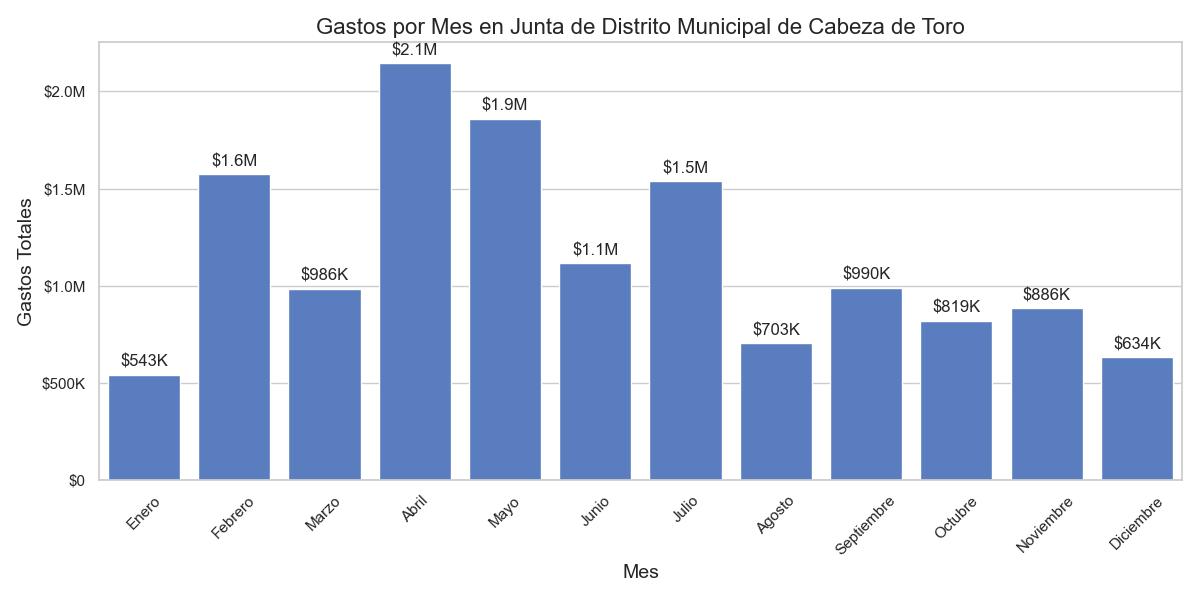 Gastos por Mes en Junta de Distrito Municipal de Cabeza de Toro
Gastos Totales
$2.0M
$1.5M
$1.0M
$500K
$0
$543K
$1.6M
$986K
$2.1M
$1.9M
$1.1M
$1.5M
$703K
$990K
$819K
$886K
$634K
Enero
Febrero
Marzo
Abril
Mayo
Junio
Julio
Agosto
Septiembre
Octubre
Noviembre
Diciembre
Mes